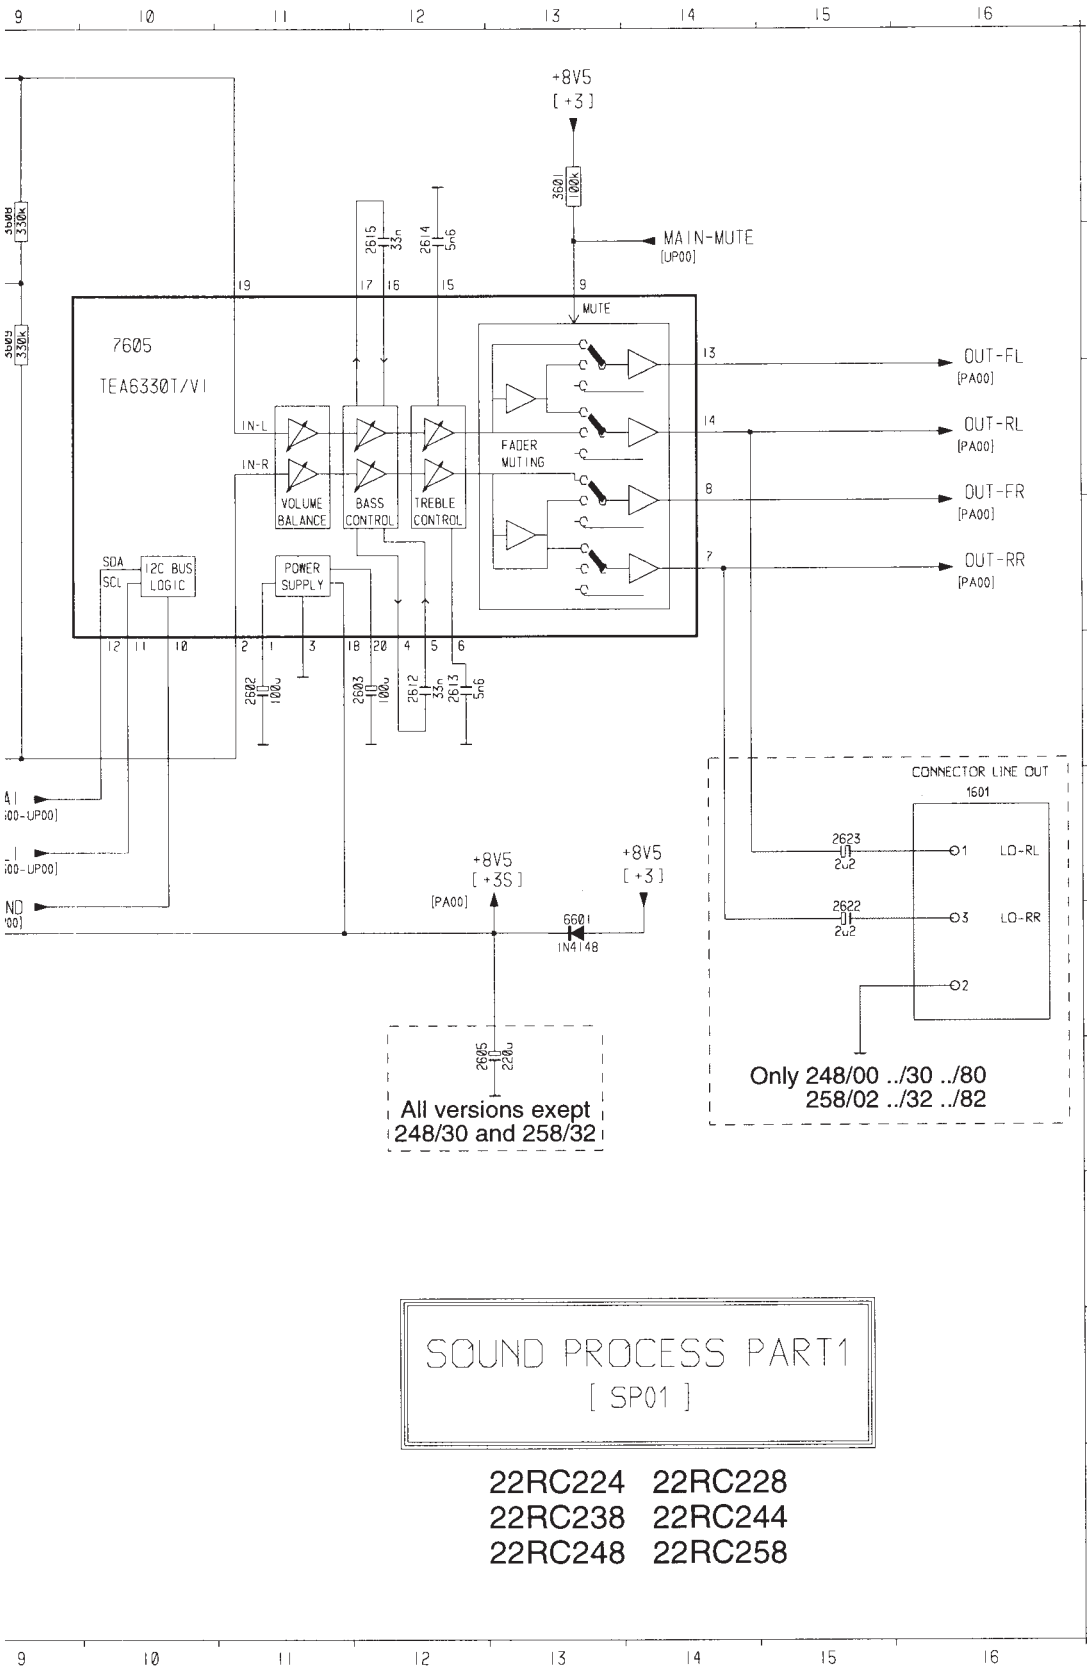 9 10 11 12 13 14 15 16
+8V5
[ +3 ]
3601
100k
3608
330k
2615
33n
2614
5n6
MAIN-MUTE
[UP00]
19 17 16 15 9
MUTE
3609
330k
7605
TEA6330T/V1
13
OUT-FL
[PA00]
14
OUT-RL
[PA00]
IN-L
FADER
MUTING
IN-R
8
OUT-FR
[PA00]
VOLUME
BALANCE
BASS
CONTROL
TREBLE
CONTROL
7
OUT-RR
[PA00]
SDA
SCL
I2C BUS
LOGIC
POWER
SUPPLY
12 11 10 2 1 3 18 20 4 5 6
2602
100u
2603
100u
2612
33n
2613
5n6
CONNECTOR LINE OUT
1601
00-UP00]
2623
2u2
1 LO-RL
00-UP00]
+8V5
[ +3S ]
[PA00]
+8V5
[ +3 ]
ND
00]
6601
1N4148
2622
2u2
3 LO-RR
2
2605
220u
Only 248/00 ../30 ../80
258/02 ../32 ../82
All versions exept
248/30 and 258/32
SOUND PROCESS PART1
[ SP01 ]
22RC224 22RC228
22RC238 22RC244
22RC248 22RC258
9 10 11 12 13 14 15 16